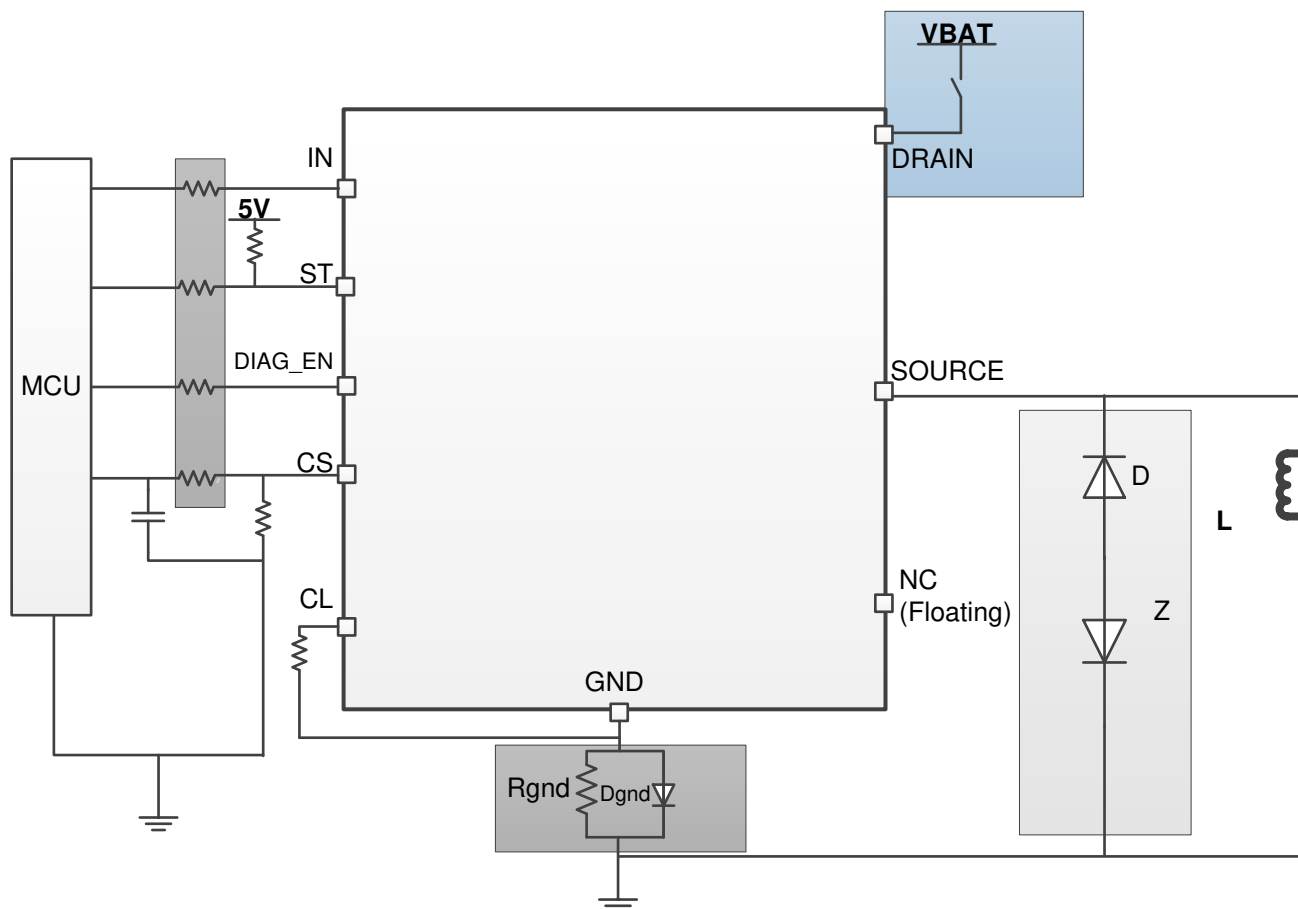 VBAT
DRAIN
IN
5V
ST
DIAG_EN
MCU
SOURCE
CS
D
L
CL
NC
(Floating)
Z
GND
Rgnd
Dgnd